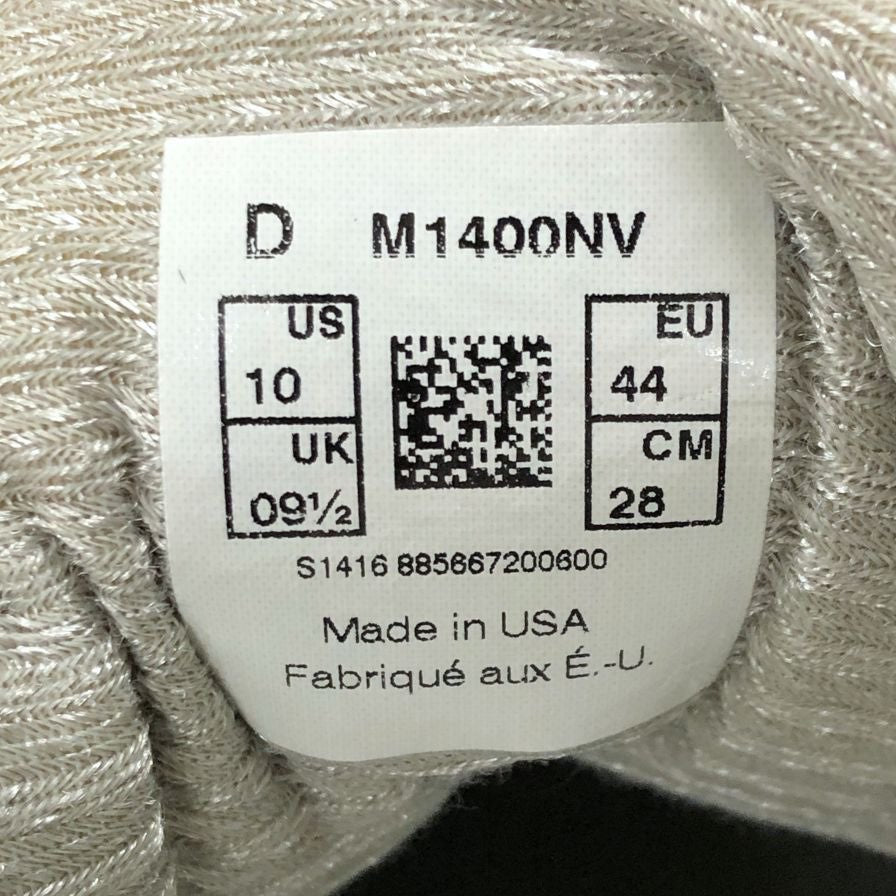 D M1400NV
US EU
10 44
UK CM
09½ 28
S1416 885667200600
Made in USA
Fabriqué aux É.-U.